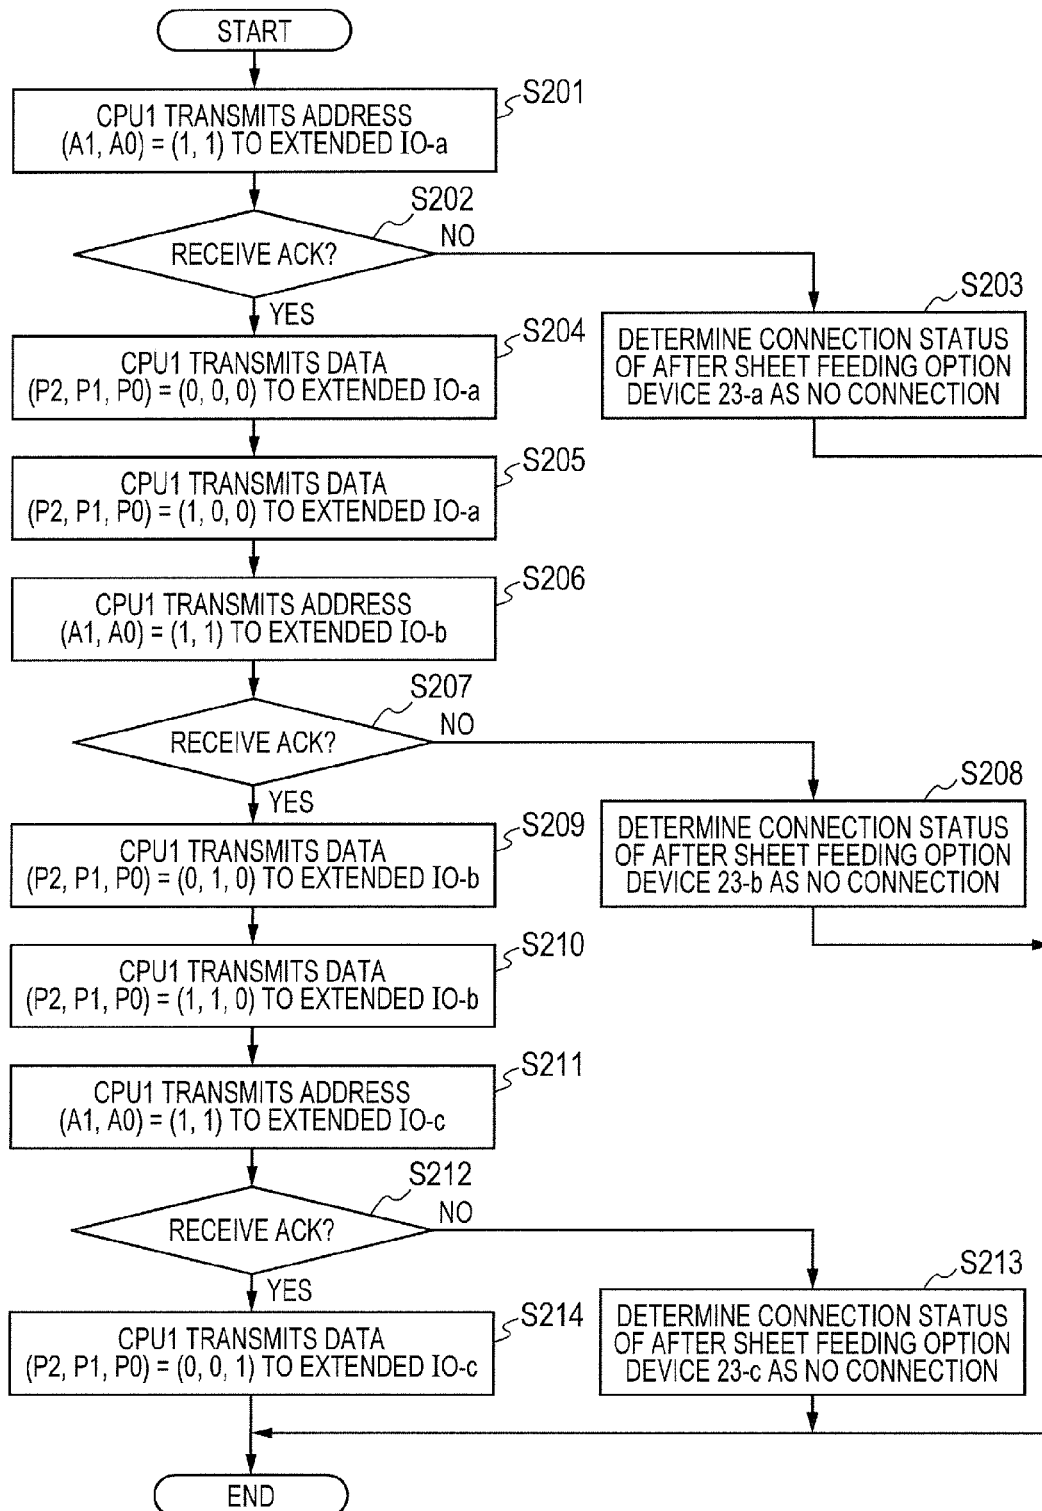 START
S201
CPU1 TRANSMITS ADDRESS
(A1, A0) = (1, 1) TO EXTENDED IO-a
S202
RECEIVE ACK?
NO
YES
S203
DETERMINE CONNECTION STATUS
OF AFTER SHEET FEEDING OPTION
DEVICE 23-a AS NO CONNECTION
S204
CPU1 TRANSMITS DATA
(P2, P1, P0) = (0, 0, 0) TO EXTENDED IO-a
S205
CPU1 TRANSMITS DATA
(P2, P1, P0) = (1, 0, 0) TO EXTENDED IO-a
S206
CPU1 TRANSMITS ADDRESS
(A1, A0) = (1, 1) TO EXTENDED IO-b
S207
RECEIVE ACK?
NO
YES
S208
DETERMINE CONNECTION STATUS
OF AFTER SHEET FEEDING OPTION
DEVICE 23-b AS NO CONNECTION
S209
CPU1 TRANSMITS DATA
(P2, P1, P0) = (0, 1, 0) TO EXTENDED IO-b
S210
CPU1 TRANSMITS DATA
(P2, P1, P0) = (1, 1, 0) TO EXTENDED IO-b
S211
CPU1 TRANSMITS ADDRESS
(A1, A0) = (1, 1) TO EXTENDED IO-c
S212
RECEIVE ACK?
NO
YES
S213
DETERMINE CONNECTION STATUS
OF AFTER SHEET FEEDING OPTION
DEVICE 23-c AS NO CONNECTION
S214
CPU1 TRANSMITS DATA
(P2, P1, P0) = (0, 0, 1) TO EXTENDED IO-c
END